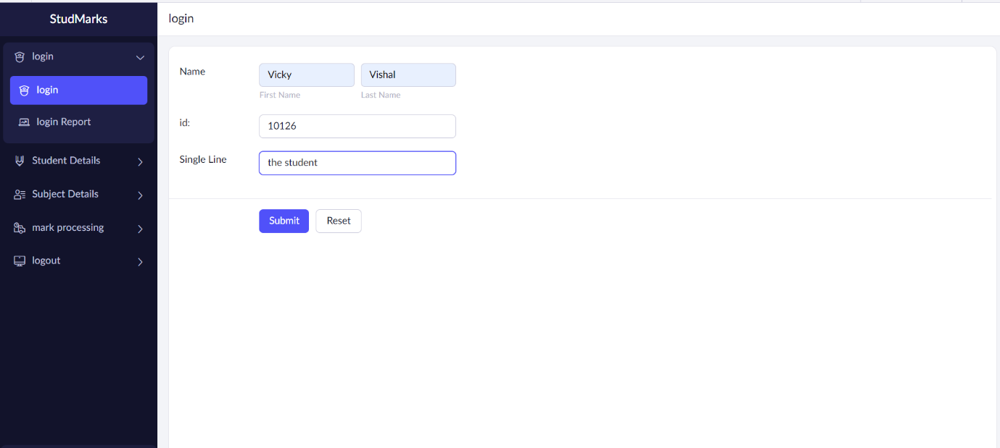 StudMarks
login
login
login
login Report
Student Details
Subject Details
mark processing
logout
Name
Vicky
Vishal
First Name
Last Name
id:
10126
Single Line
the student
Submit
Reset